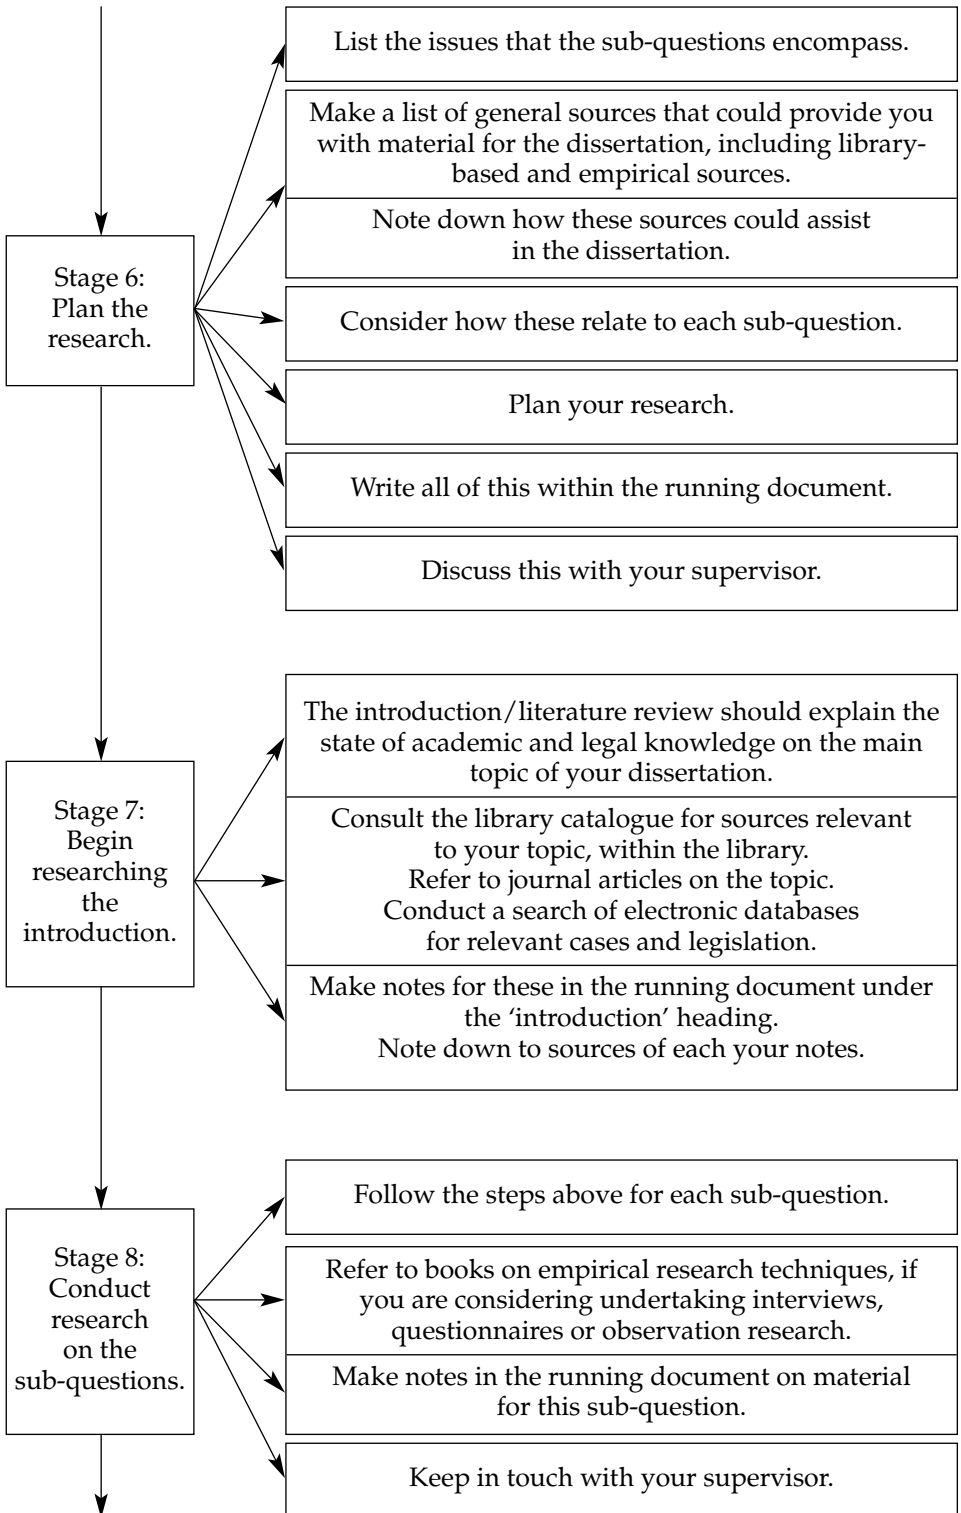 List the issues that the sub-questions encompass.
Make a list of general sources that could provide you
with material for the dissertation, including library-
based and empirical sources.
Note down how these sources could assist
in the dissertation.
Stage 6:
Plan the
research.
Consider how these relate to each sub-question.
Plan your research.
Write all of this within the running document.
Discuss this with your supervisor.
The introduction/literature review should explain the
state of academic and legal knowledge on the main
topic of your dissertation.
Stage 7:
Begin
researching
the
introduction.
Consult the library catalogue for sources relevant
to your topic, within the library.
Refer to journal articles on the topic.
Conduct a search of electronic databases
for relevant cases and legislation.
Make notes for these in the running document under
the ‘introduction’ heading.
Note down to sources of each your notes.
Follow the steps above for each sub-question.
Stage 8:
Conduct
research
on the
sub-questions.
Refer to books on empirical research techniques, if
you are considering undertaking interviews,
questionnaires or observation research.
Make notes in the running document on material
for this sub-question.
Keep in touch with your supervisor.